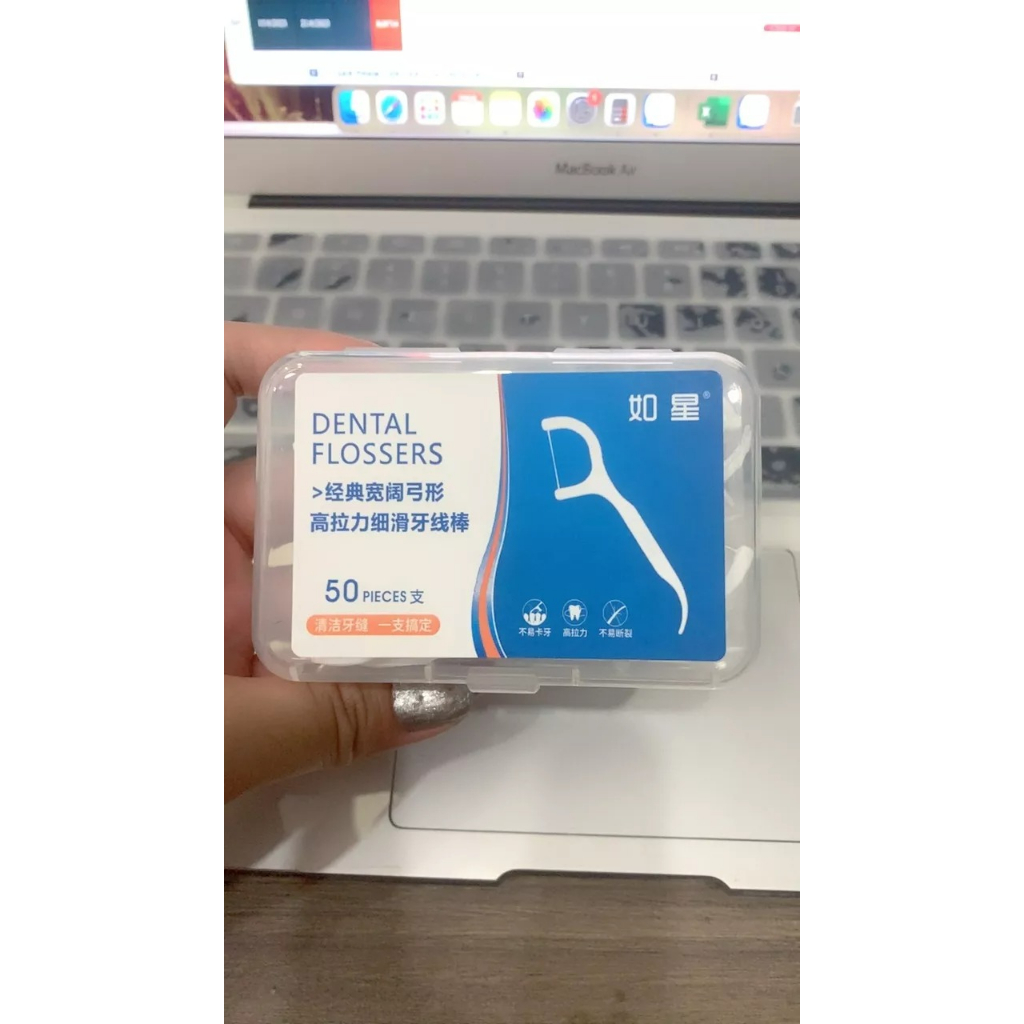 MacBook Air
如星®
DENTAL
FLOSSERS
>经典宽阔弓形
高拉力细滑牙线棒
50 PIECES 支
清洁牙缝 一支搞定
不易卡牙 高拉力 不易断裂